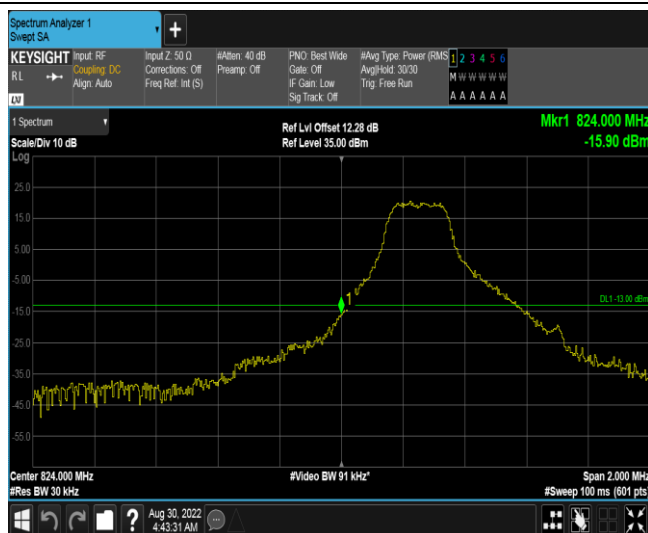 Spectrum Analyzer 1
Swept SA
+
KEYSIGHT Input: RF Input Z: 50 Ω #Atten: 40 dB PNO: Best Wide #Avg Type: Power (RMS 1 2 3 4 5 6
RL Coupling: DC Corrections: Off Preamp: Off Gate: Off Avg|Hold: 30/30 M W W W W W
Align: Auto Freq Ref: Int (S) IF Gain: Low Trig: Free Run
Sig Track: Off A A A A A A
LXI
1 Spectrum Ref Lvl Offset 12.28 dB Mkr1 824.000 MHz
Scale/Div 10 dB Ref Level 35.00 dBm -15.90 dBm
Log
25.0
15.0
5.00
-5.00
1
DL1 -13.00 dBm
-15.0
-25.0
-35.0
-45.0
-55.0
Center 824.000 MHz #Video BW 91 kHz* Span 2.000 MHz
#Res BW 30 kHz #Sweep 100 ms (601 pts)
? Aug 30, 2022
4:43:31 AM